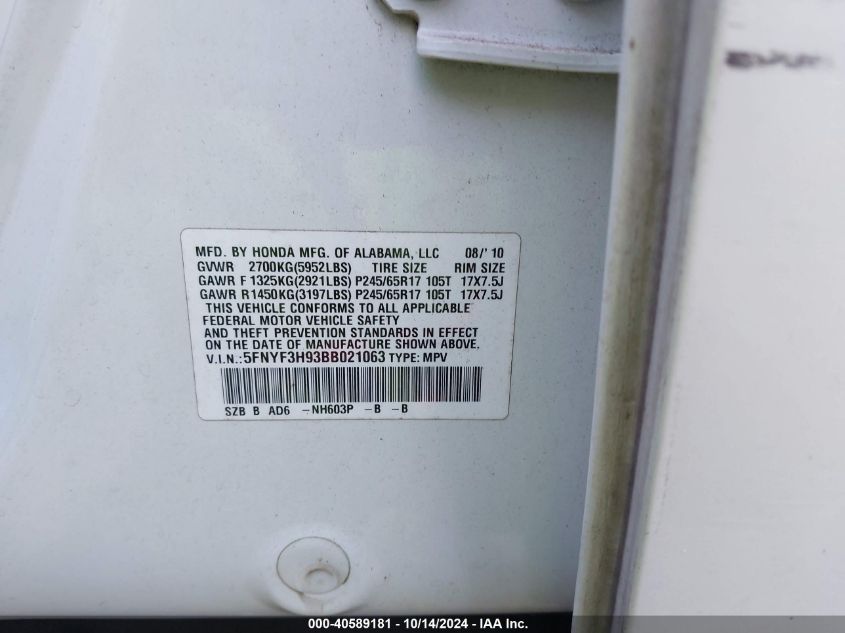 MFD. BY HONDA MFG. OF ALABAMA, LLC 08/'10
GVWR 2700KG(5952LBS) TIRE SIZE RIM SIZE
GAWR F 1325KG(2921LBS) P245/65R17 105T 17X7.5J
GAWR R1450KG(3197LBS) P245/65R17 105T 17X7.5J
THIS VEHICLE CONFORMS TO ALL APPLICABLE
FEDERAL MOTOR VEHICLE SAFETY
AND THEFT PREVENTION STANDARDS IN EFFECT
ON THE DATE OF MANUFACTURE SHOWN ABOVE.
V.I.N.:5FNYF3H93BB021063 TYPE: MPV
SZB B AD6 -NH603P -B -B
000-40589181 - 10/14/2024 - IAA Inc.